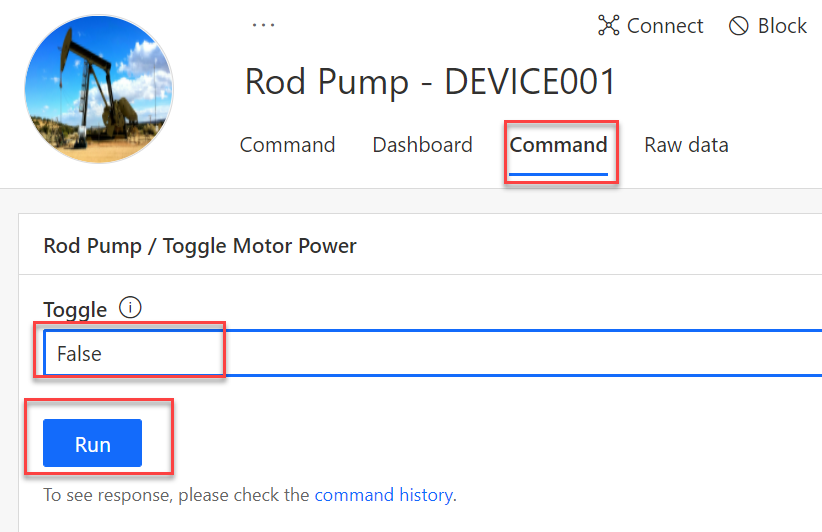 ...
Connect Block
Rod Pump - DEVICE001
Command Dashboard Command Raw data
Rod Pump / Toggle Motor Power
Toggle i
False
Run
To see response, please check the command history.